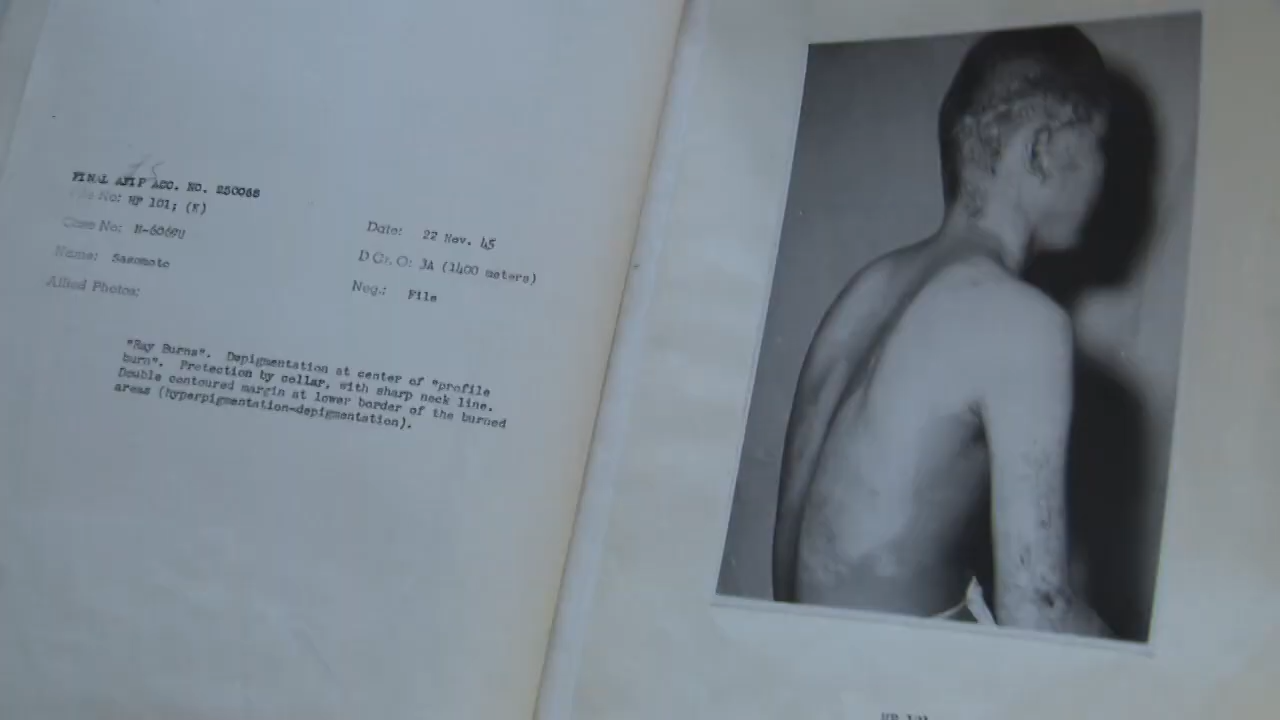 FINAL AFIP ACC. NO. 250068
File No: HP 101; (K)
Case No: H-6069U
Name: Sasomoto
Allied Photos:
Date: 22 Nov. 45
D Gr. O: 3A (1400 meters)
Neg.: File
"Ray Burns". Depigmentation at center of "profile
burn". Protection by collar, with sharp neck line.
Double contoured margin at lower border of the burned
areas (hyperpigmentation-depigmentation).